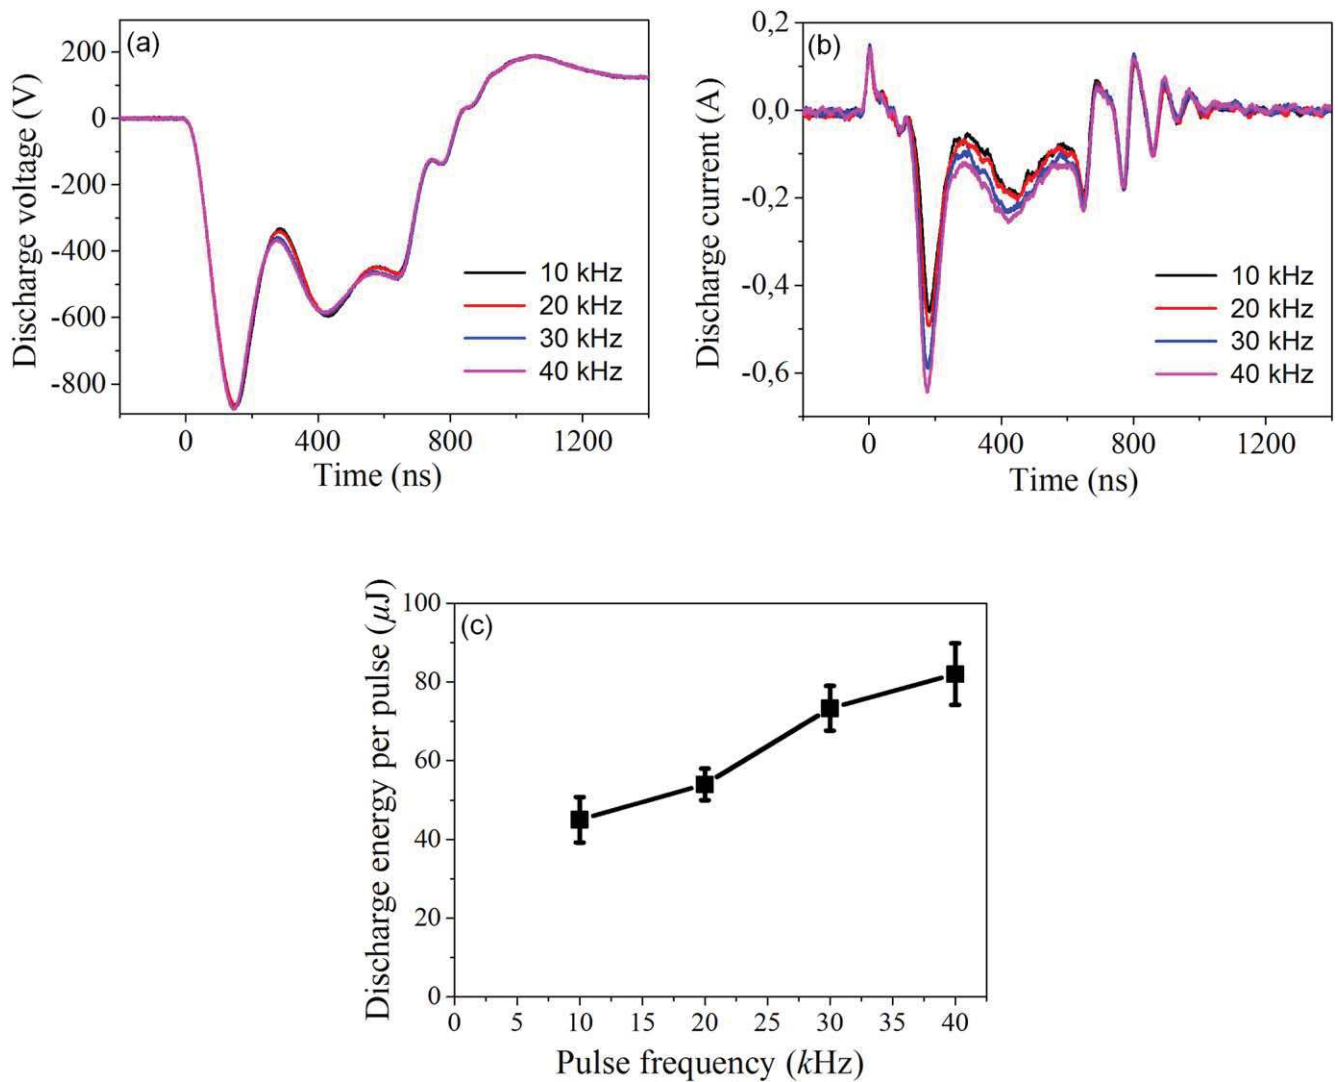 (a)
200
0
-200
-400
-600
-800
Discharge voltage (V)
10 kHz
20 kHz
30 kHz
40 kHz
0 400 800 1200
Time (ns)
(b)
0,2
0,0
-0,2
-0,4
-0,6
Discharge current (A)
10 kHz
20 kHz
30 kHz
40 kHz
0 400 800 1200
Time (ns)
(c)
100
80
60
40
20
0
Discharge energy per pulse (μJ)
0 5 10 15 20 25 30 35 40
Pulse frequency (kHz)